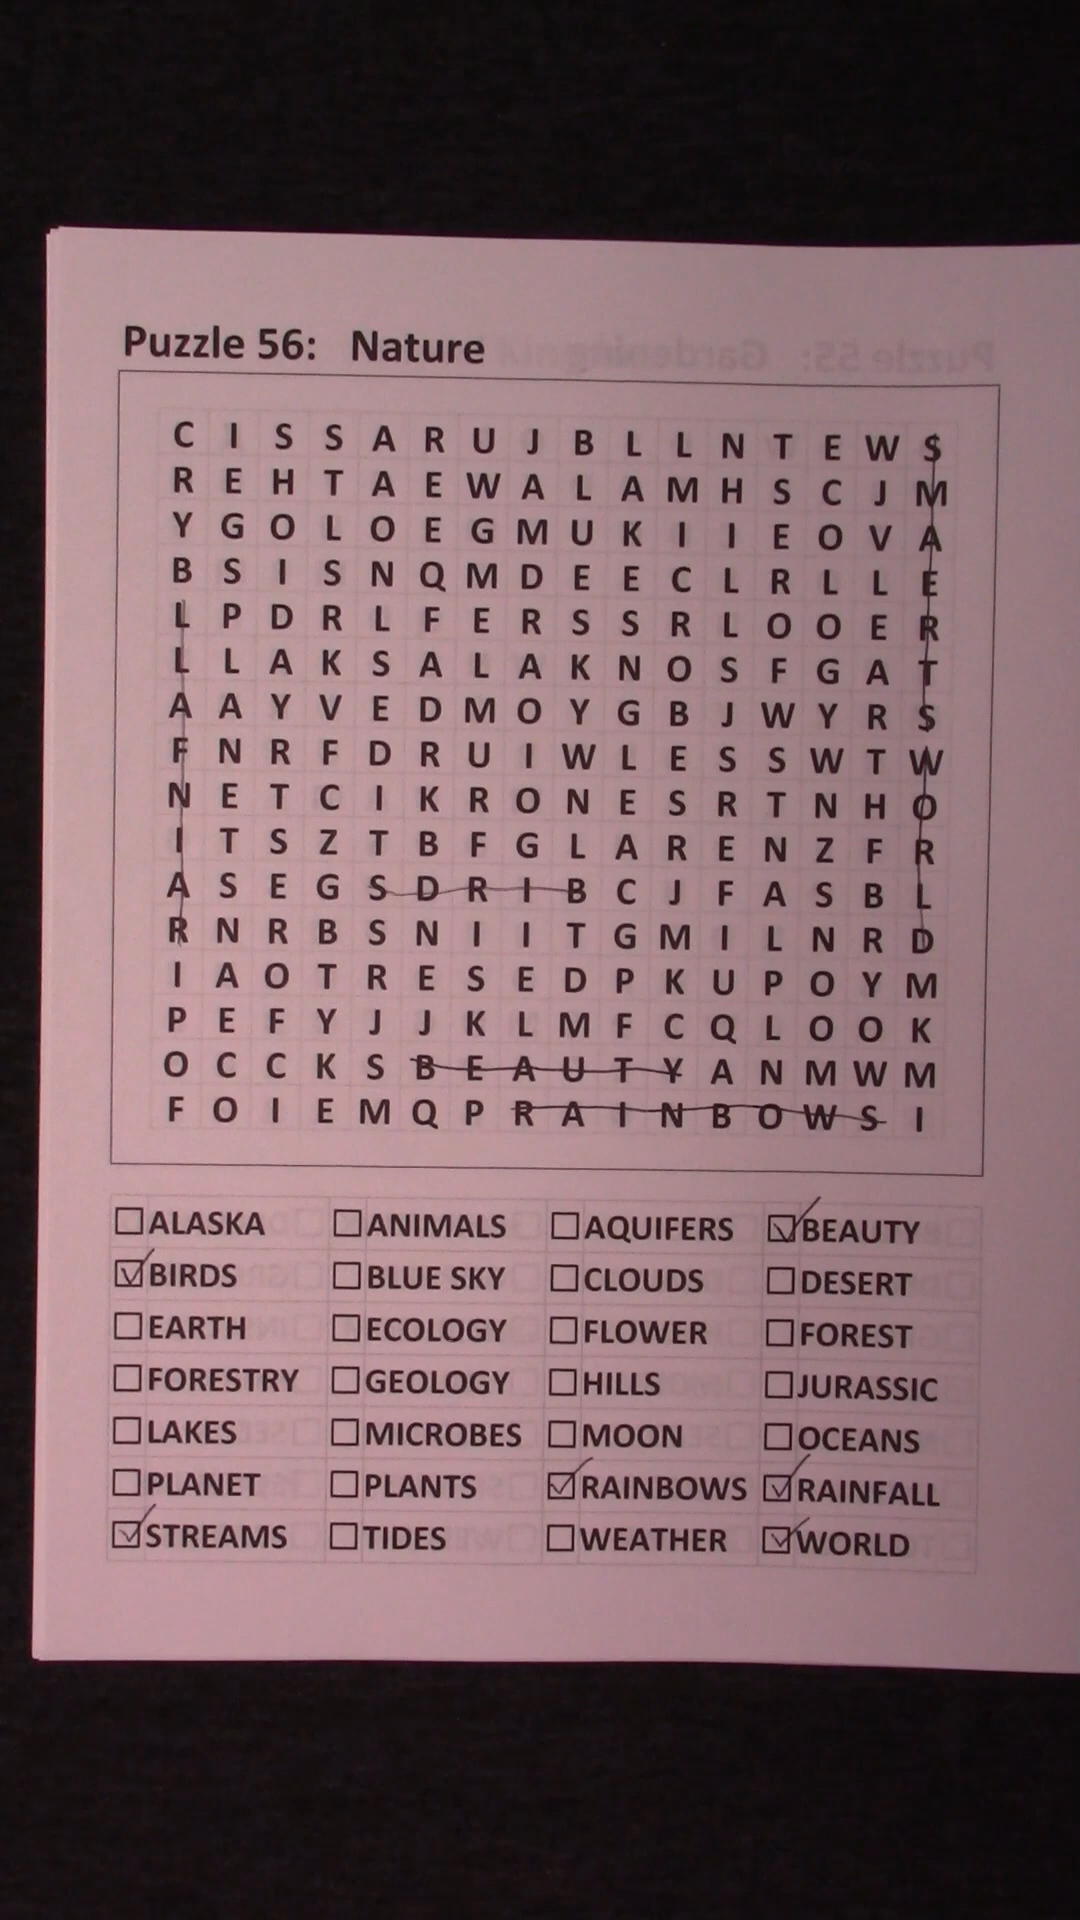 Puzzle 56: Nature
C I S S A R U J B L L N T E W S
R E H T A E W A L A M H S C J M
Y G O L O E G M U K I I E O V A
B S I S N Q M D E E C L R L L E
L P D R L F E R S S R L O O E R
L L A K S A L A K N O S F G A T
A A Y V E D M O Y G B J W Y R S
F N R F D R U I W L E S S W T W
N E T C I K R O N E S R T N H O
I T S Z T B F G L A R E N Z F R
A S E G S D R I B C J F A S B L
R N R B S N I I T G M I L N R D
I A O T R E S E D P K U P O Y M
P E F Y J J K L M F C Q L O O K
O C C K S B E A U T Y A N M W M
F O I E M Q P R A I N B O W S I
ALASKA ANIMALS AQUIFERS BEAUTY
BIRDS BLUE SKY CLOUDS DESERT
EARTH ECOLOGY FLOWER FOREST
FORESTRY GEOLOGY HILLS JURASSIC
LAKES MICROBES MOON OCEANS
PLANET PLANTS RAINBOWS RAINFALL
STREAMS TIDES WEATHER WORLD